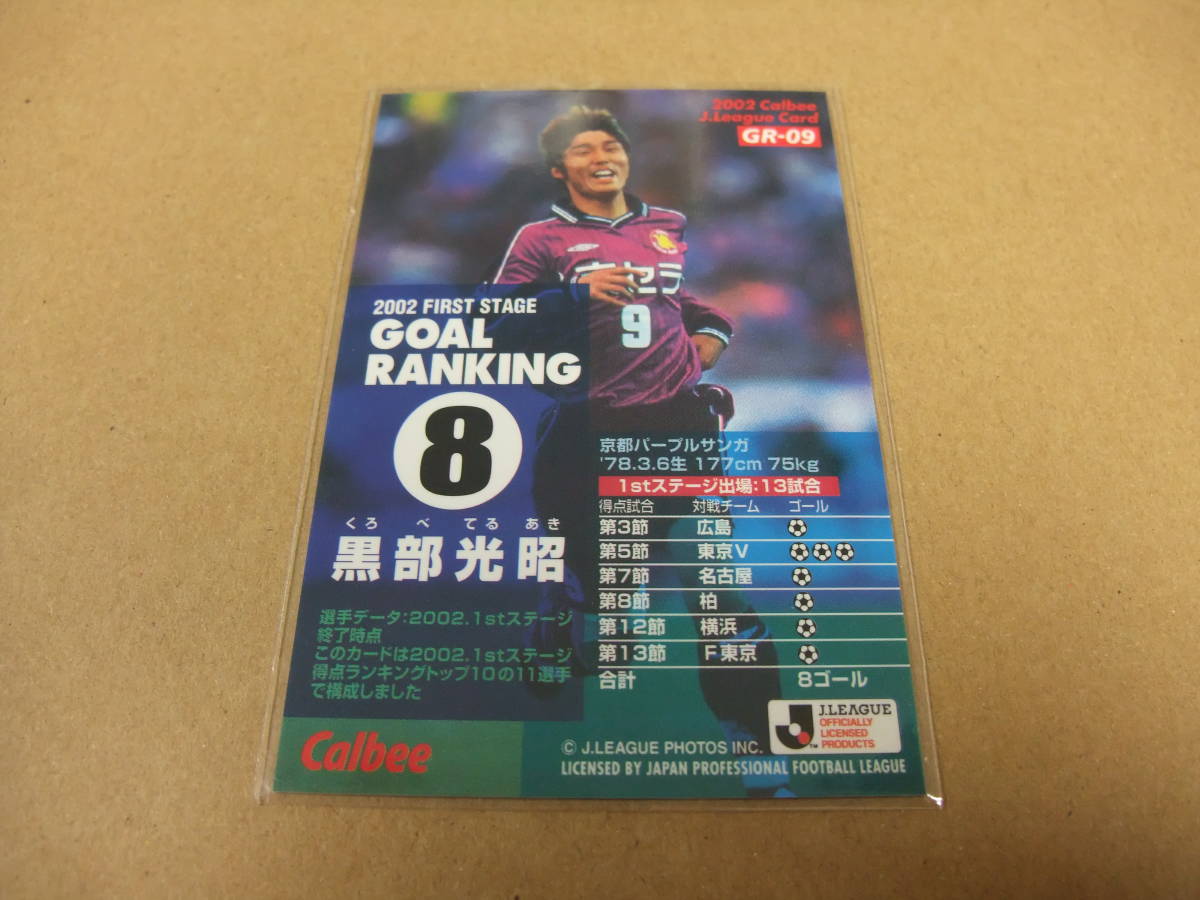 2002 Calbee
J.League Card
GR-09
京セラ
9
2002 FIRST STAGE
GOAL
RANKING
8
くろ べ てる あき
黒部光昭
選手データ:2002.1stステージ
終了時点
このカードは2002.1stステージ
得点ランキングトップ10の11選手
で構成しました
京都パープルサンガ
'78.3.6生 177cm 75kg
1stステージ出場:13試合
得点試合 対戦チーム ゴール
第3節 広島
第5節 東京V
第7節 名古屋
第8節 柏
第12節 横浜
第13節 F東京
合計 8ゴール
Calbee
J.LEAGUE
OFFICIALLY
LICENSED
PRODUCTS
TM
© J.LEAGUE PHOTOS INC.
LICENSED BY JAPAN PROFESSIONAL FOOTBALL LEAGUE